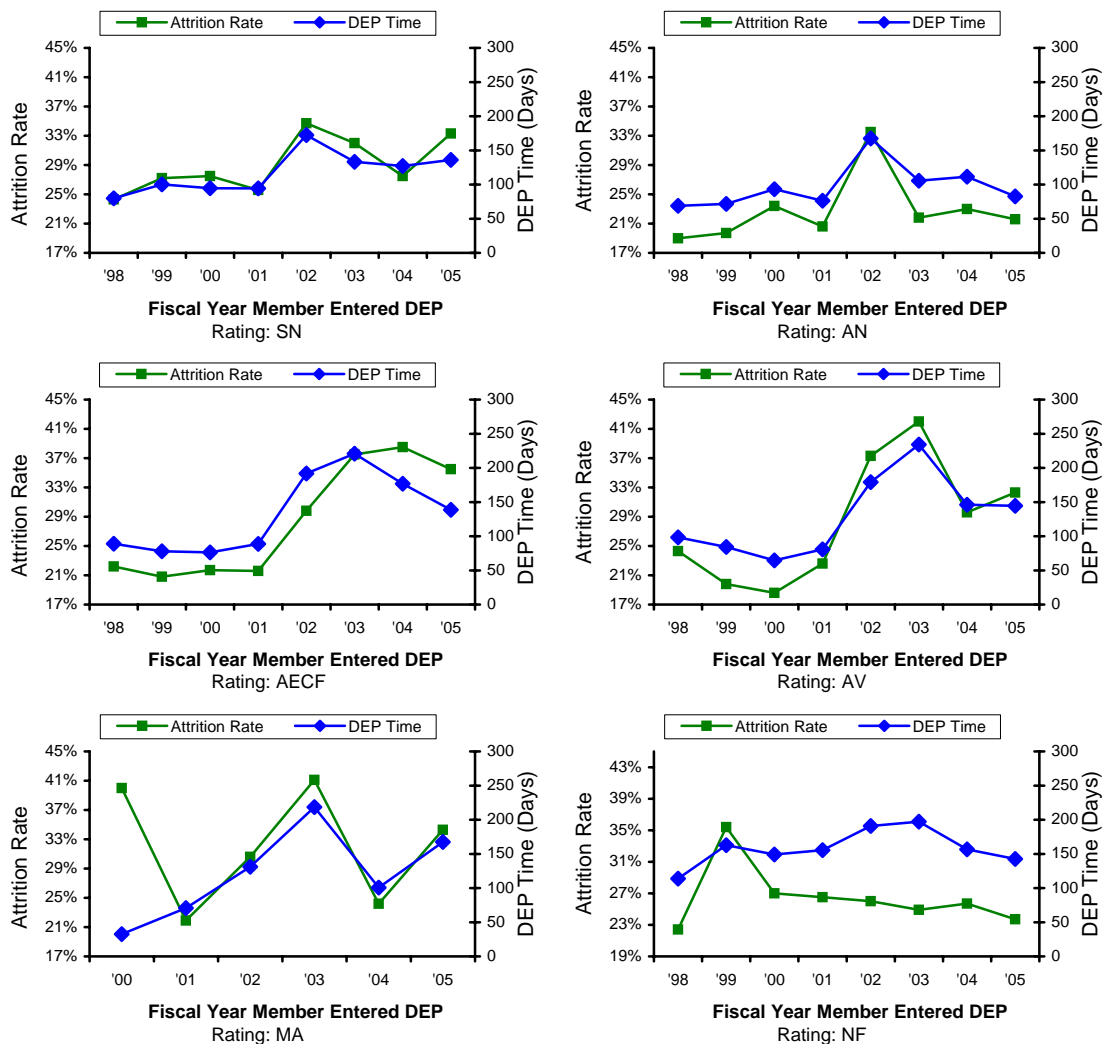 Attrition Rate DEP Time
45%
41%
37%
33%
29%
25%
21%
17%
Attrition Rate
300
250
200
150
100
50
0
DEP Time (Days)
'98 '99 '00 '01 '02 '03 '04 '05
Fiscal Year Member Entered DEP
Rating: SN
Attrition Rate DEP Time
45%
41%
37%
33%
29%
25%
21%
17%
Attrition Rate
300
250
200
150
100
50
0
DEP Time (Days)
'98 '99 '00 '01 '02 '03 '04 '05
Fiscal Year Member Entered DEP
Rating: AN
Attrition Rate DEP Time
45%
41%
37%
33%
29%
25%
21%
17%
Attrition Rate
300
250
200
150
100
50
0
DEP Time (Days)
'98 '99 '00 '01 '02 '03 '04 '05
Fiscal Year Member Entered DEP
Rating: AECF
Attrition Rate DEP Time
45%
41%
37%
33%
29%
25%
21%
17%
Attrition Rate
300
250
200
150
100
50
0
DEP Time (Days)
'98 '99 '00 '01 '02 '03 '04 '05
Fiscal Year Member Entered DEP
Rating: AV
Attrition Rate DEP Time
45%
41%
37%
33%
29%
25%
21%
17%
Attrition Rate
300
250
200
150
100
50
0
DEP Time (Days)
'00 '01 '02 '03 '04 '05
Fiscal Year Member Entered DEP
Rating: MA
Attrition Rate DEP Time
43%
39%
35%
31%
27%
23%
19%
Attrition Rate
300
250
200
150
100
50
0
DEP Time (Days)
'98 '99 '00 '01 '02 '03 '04 '05
Fiscal Year Member Entered DEP
Rating: NF